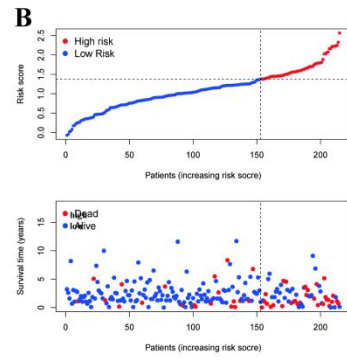 B
High risk
Low Risk
Risk score
2.5
2.0
1.5
1.0
0.5
0.0
0
50
100
150
200
Patients (increasing risk socre)
Dead
Alive
Survival time (years)
15
10
5
0
0
50
100
150
200
Patients (increasing risk socre)